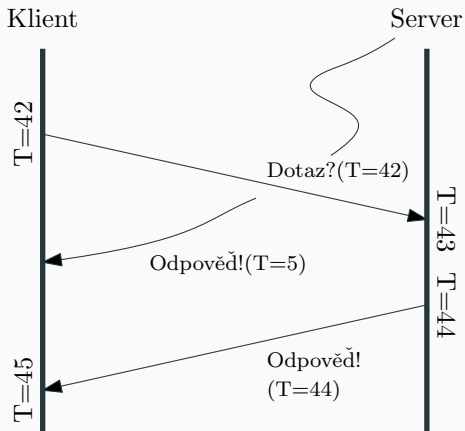 Klient
Server
T=42
Dotaz?(T=42)
T=43
Odpověď!(T=5)
T=44
Odpověď!
(T=44)
T=45